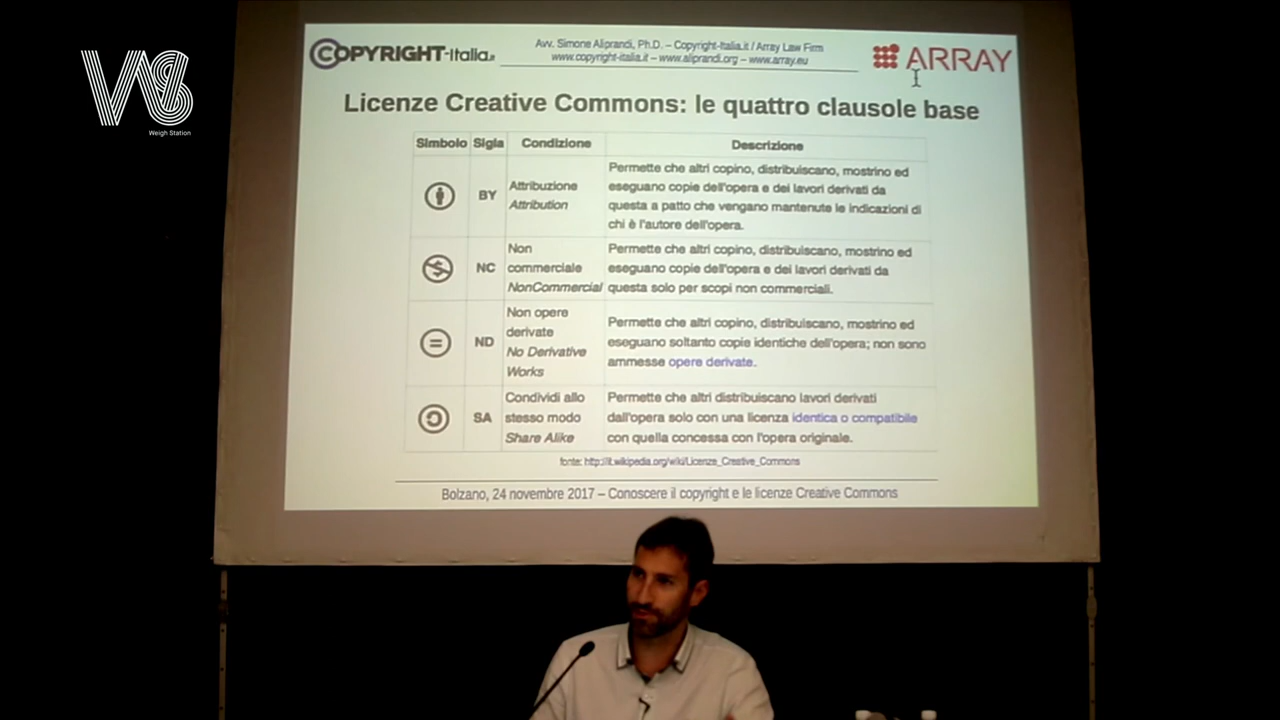 WS
Weigh Station
COPYRIGHT-Italia.it
Avv. Simone Aliprandi, Ph.D. – Copyright-Italia.it / Array Law Firm
www.copyright-italia.it – www.aliprandi.org – www.array.eu
ARRAY
Licenze Creative Commons: le quattro clausole base
Simbolo Sigla Condizione Descrizione
BY
Attribuzione
Attribution
Permette che altri copino, distribuiscano, mostrino ed
eseguano copie dell'opera e dei lavori derivati da
questa a patto che vengano mantenute le indicazioni di
chi è l'autore dell'opera.
NC
Non
commerciale
NonCommercial
Permette che altri copino, distribuiscano, mostrino ed
eseguano copie dell'opera e dei lavori derivati da
questa solo per scopi non commerciali.
ND
Non opere
derivate
No Derivative
Works
Permette che altri copino, distribuiscano, mostrino ed
eseguano soltanto copie identiche dell'opera; non sono
ammesse opere derivate.
SA
Condividi allo
stesso modo
Share Alike
Permette che altri distribuiscano lavori derivati
dall'opera solo con una licenza identica o compatibile
con quella concessa con l'opera originale.
fonte: http://it.wikipedia.org/wiki/Licenze_Creative_Commons
Bolzano, 24 novembre 2017 – Conoscere il copyright e le licenze Creative Commons